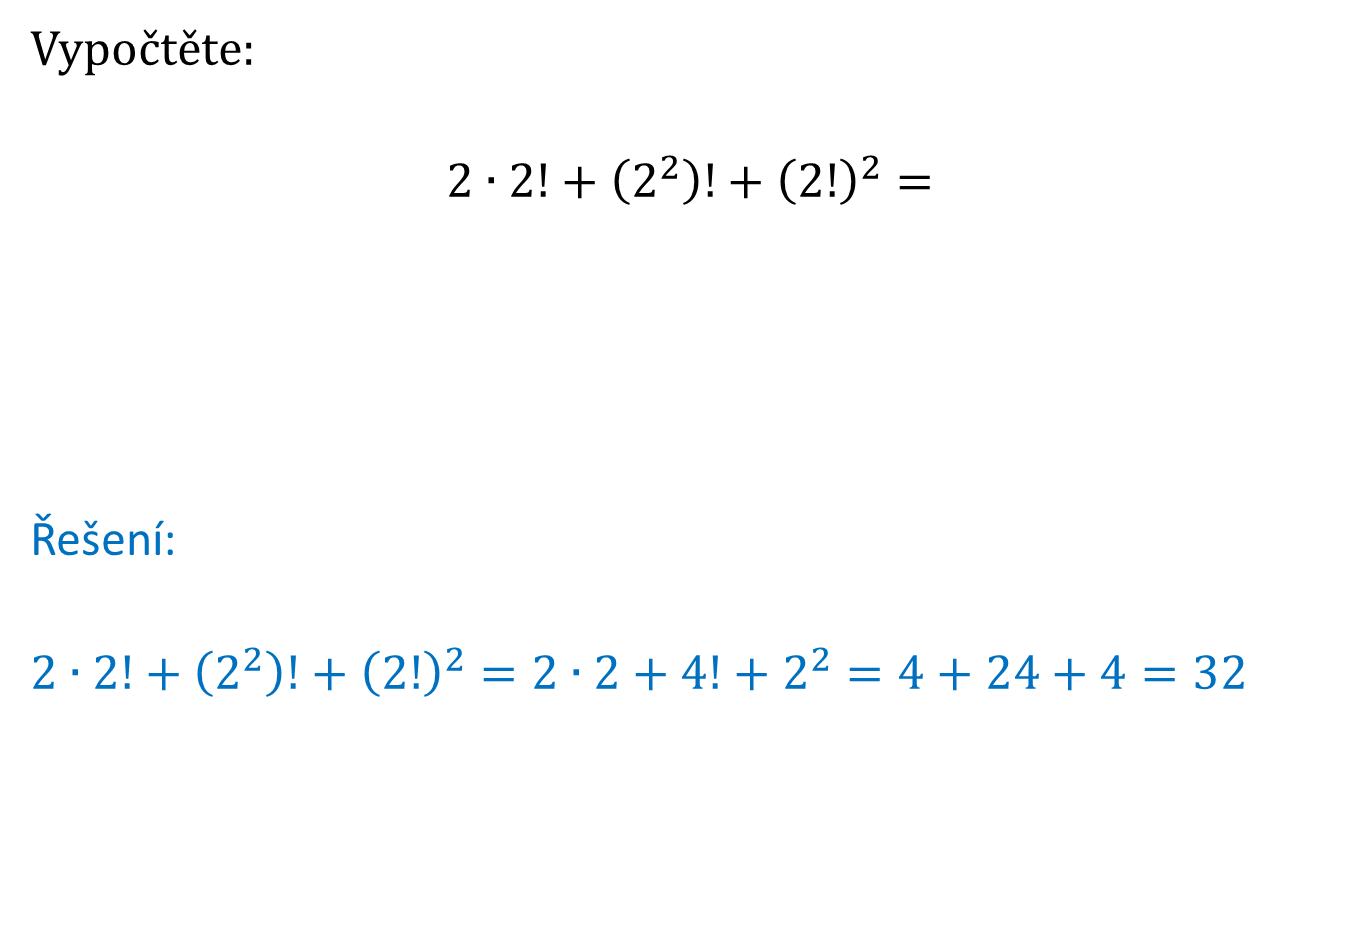 Vypočtěte:
2 · 2! + (2²)! + (2!)² =
Řešení:
2 · 2! + (2²)! + (2!)² = 2 · 2 + 4! + 2² = 4 + 24 + 4 = 32